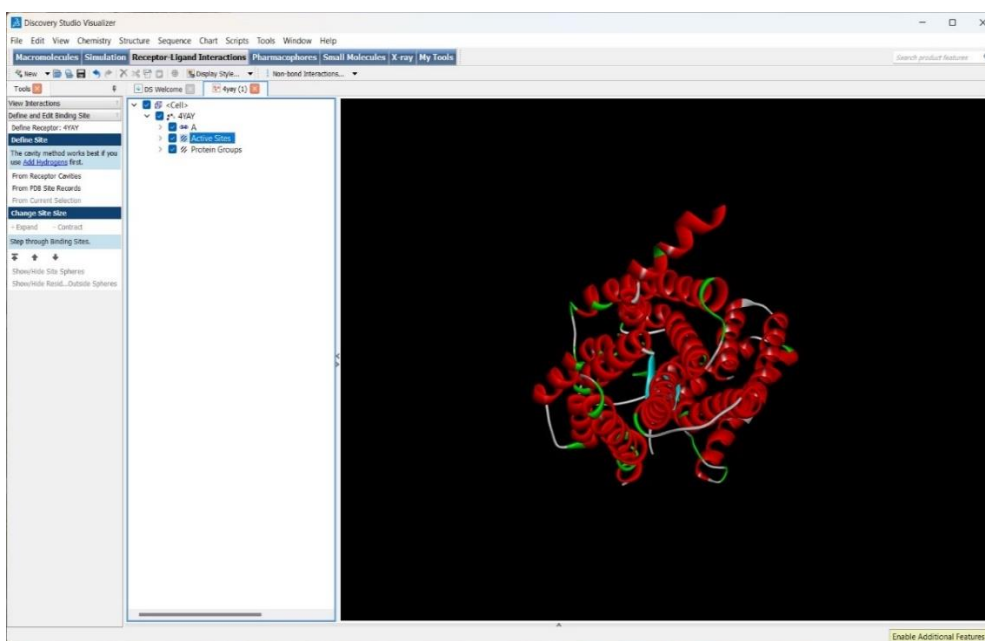 Discovery Studio Visualizer
File Edit View Chemistry Structure Sequence Chart Scripts Tools Window Help
Macromolecules Simulation Receptor-Ligand Interactions Pharmacophores Small Molecules X-ray My Tools
Search product features
New Display Style... Non-bond Interactions...
Tools
DS Welcome 4yay (1)
View Interactions
Define and Edit Binding Site
Define Receptor: 4YAY
Define Site
The cavity method works best if you
use Add Hydrogens first.
From Receptor Cavities
From PDB Site Records
From Current Selection
Change Site Size
+ Expand - Contract
Step through Binding Sites.
Show/Hide Site Spheres
Show/Hide Resid...Outside Spheres
<Cell>
4YAY
A
Active Sites
Protein Groups
Enable Additional Features